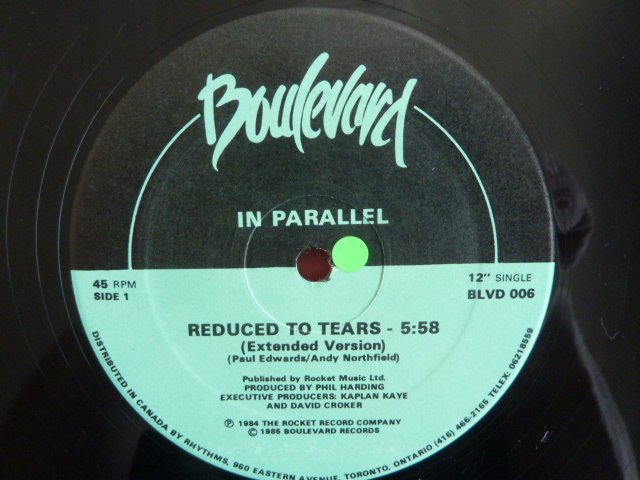 Boulevard
IN PARALLEL
45 RPM
SIDE 1
12" SINGLE
BLVD 006
REDUCED TO TEARS - 5:58
(Extended Version)
(Paul Edwards/Andy Northfield)
Published by Rocket Music Ltd.
PRODUCED BY PHIL HARDING
EXECUTIVE PRODUCERS: KAPLAN KAYE
AND DAVID CROKER
℗ 1984 THE ROCKET RECORD COMPANY
© 1985 BOULEVARD RECORDS
DISTRIBUTED IN CANADA BY RHYTHMS, 960 EASTERN AVENUE, TORONTO, ONTARIO (416) 466-2165 TELEX: 06218559